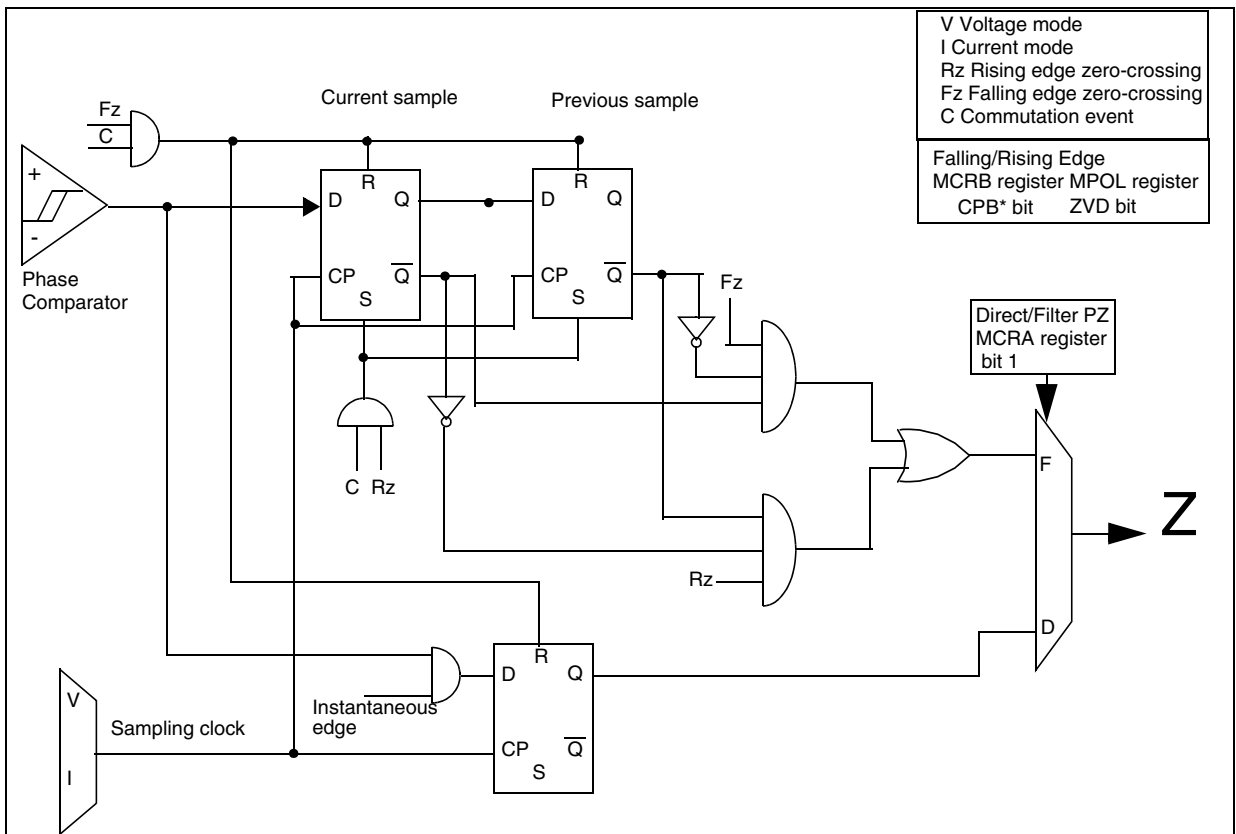 V Voltage mode
I Current mode
Rz Rising edge zero-crossing
Fz Falling edge zero-crossing
C Commutation event
Falling/Rising Edge
MCRB register MPOL register
CPB* bit ZVD bit
Current sample
Previous sample
Fz
C
+
-
Phase
Comparator
R
D Q
CP Q
S
R
D Q
CP Q
S
Fz
C Rz
Rz
Direct/Filter PZ
MCRA register
bit 1
F
D
Z
Instantaneous
edge
R
D Q
CP Q
S
V
I
Sampling clock